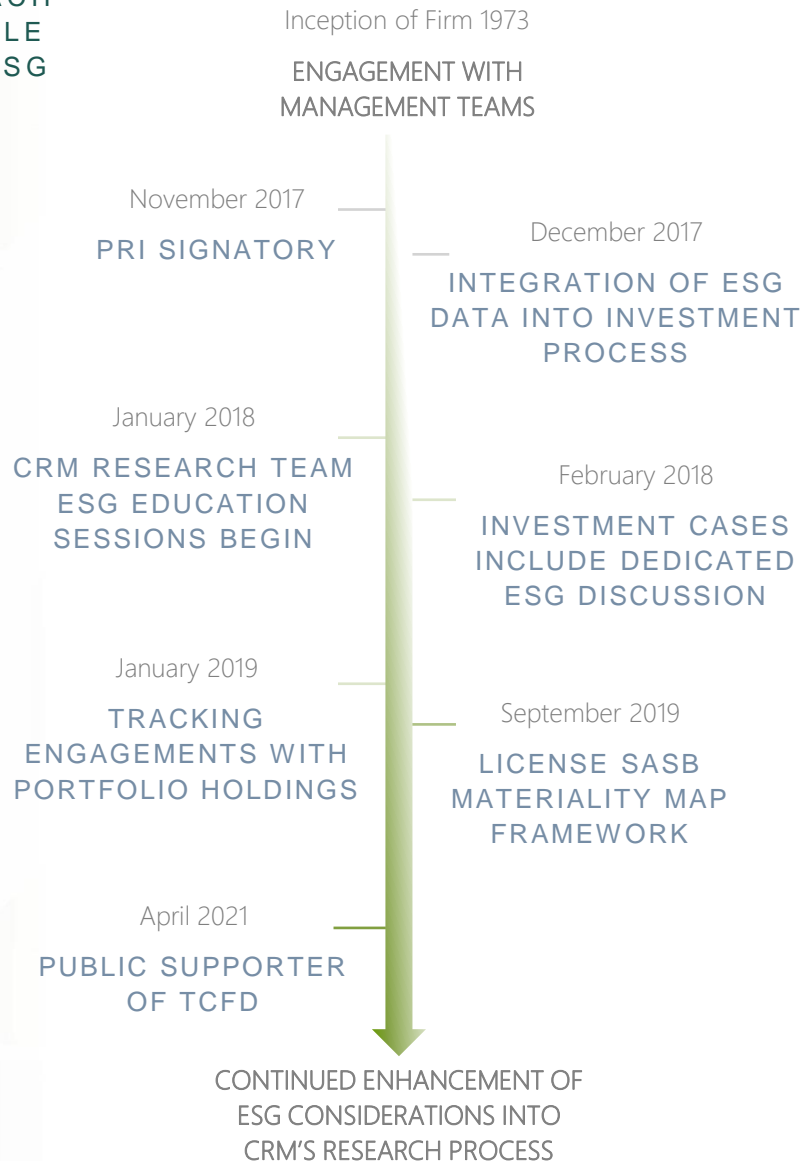 LE
SG
Inception of Firm 1973
ENGAGEMENT WITH
MANAGEMENT TEAMS
November 2017
PRI SIGNATORY
December 2017
INTEGRATION OF ESG
DATA INTO INVESTMENT
PROCESS
January 2018
CRM RESEARCH TEAM
ESG EDUCATION
SESSIONS BEGIN
February 2018
INVESTMENT CASES
INCLUDE DEDICATED
ESG DISCUSSION
January 2019
TRACKING
ENGAGEMENTS WITH
PORTFOLIO HOLDINGS
September 2019
LICENSE SASB
MATERIALITY MAP
FRAMEWORK
April 2021
PUBLIC SUPPORTER
OF TCFD
CONTINUED ENHANCEMENT OF
ESG CONSIDERATIONS INTO
CRM'S RESEARCH PROCESS